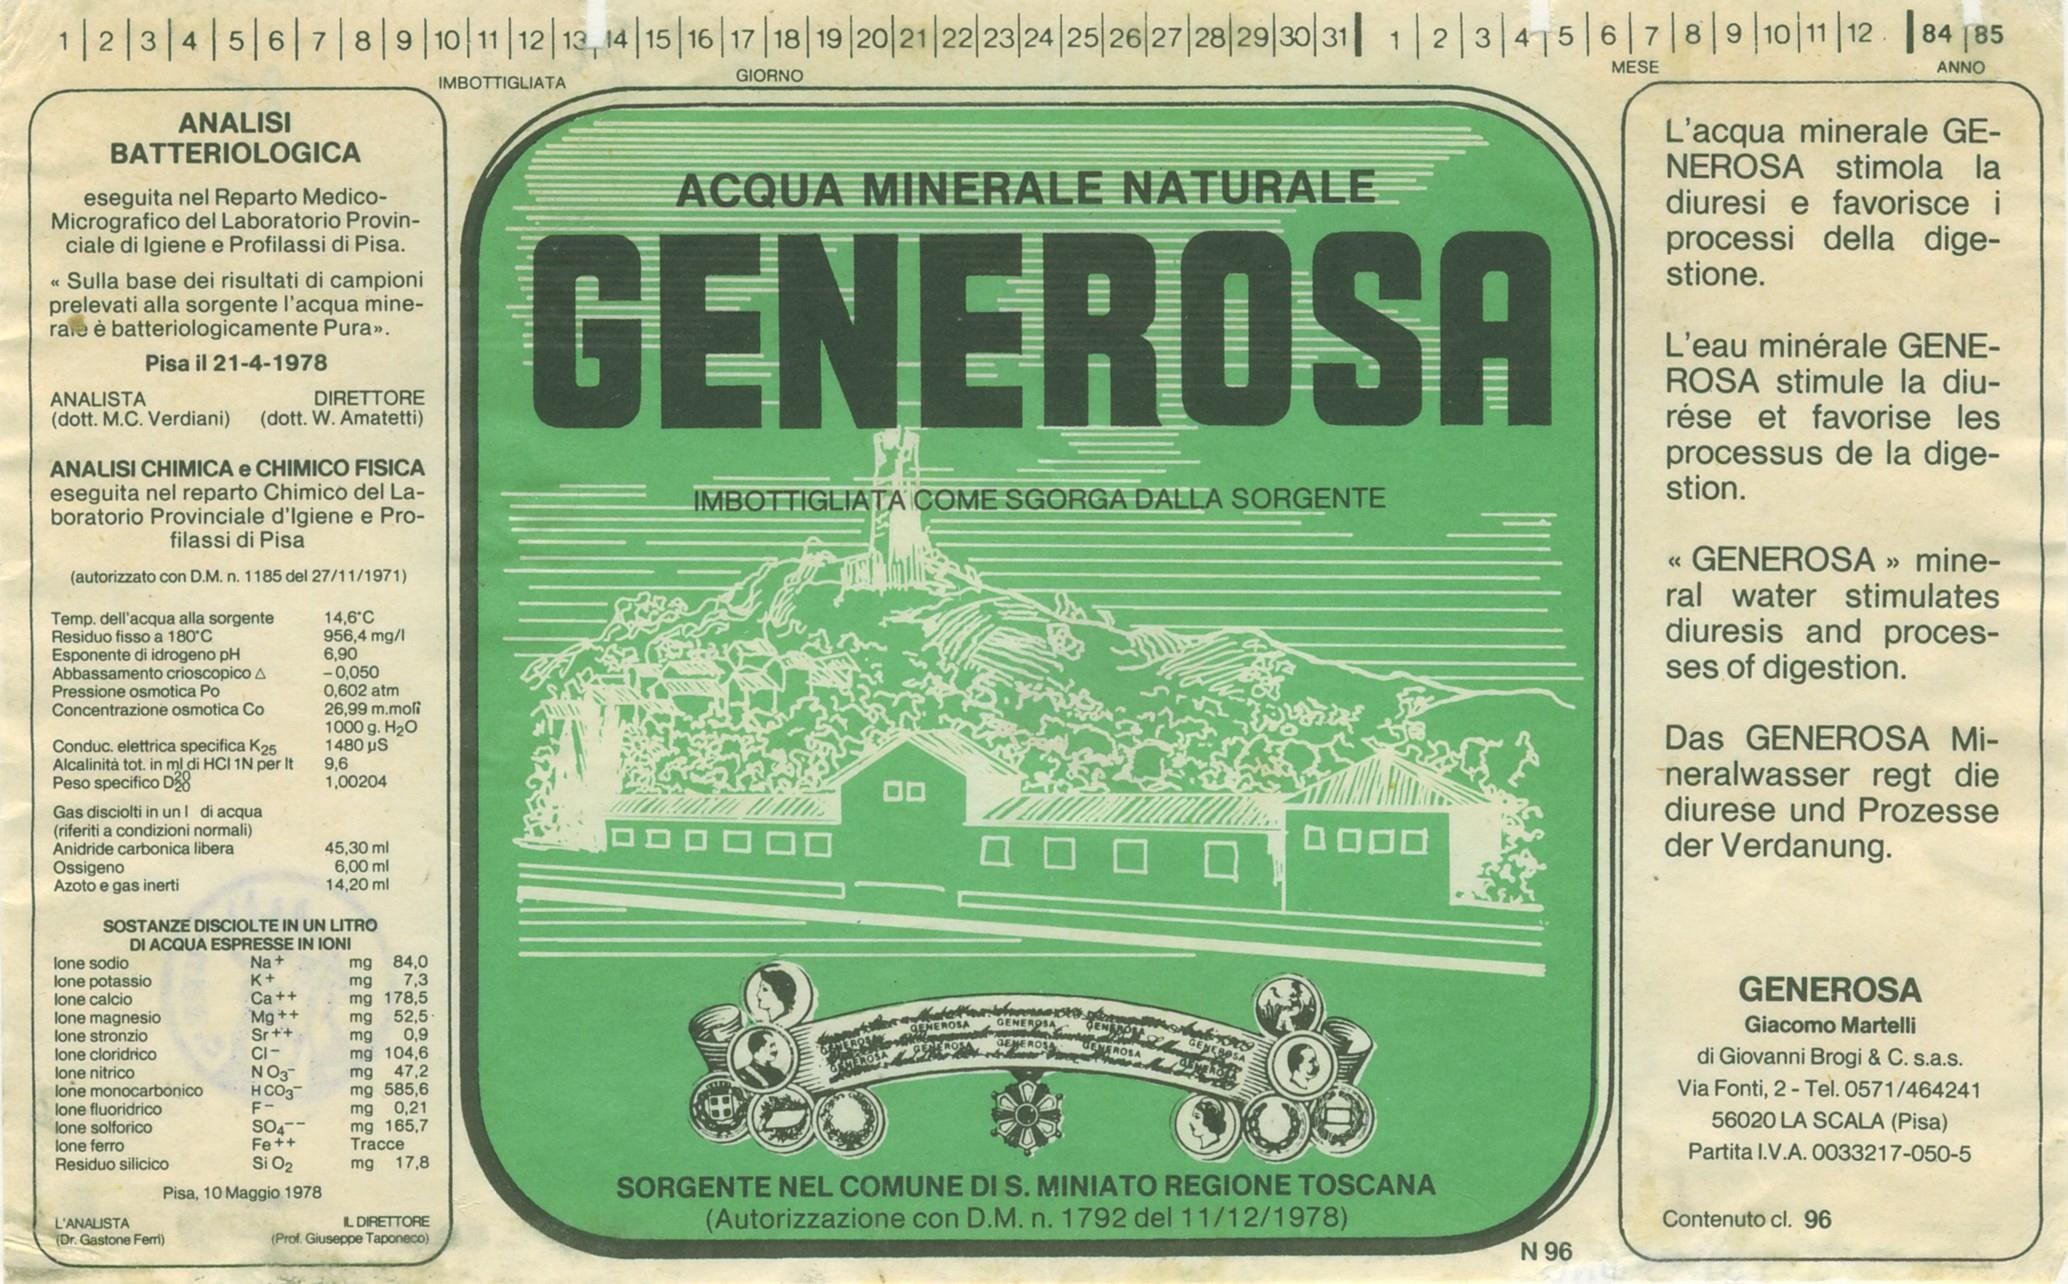 1 2 3 4 5 6 7 8 9 10 11 12 13 14 15 16 17 18 19 20 21 22 23 24 25 26 27 28 29 30 31 1 2 3 4 5 6 7 8 9 10 11 12 84 85
IMBOTTIGLIATA GIORNO MESE ANNO
ANALISI
BATTERIOLOGICA
eseguita nel Reparto Medico-
Micrografico del Laboratorio Provin-
ciale di Igiene e Profilassi di Pisa.
« Sulla base dei risultati di campioni
prelevati alla sorgente l'acqua mine-
rale è batteriologicamente Pura».
Pisa il 21-4-1978
ANALISTA DIRETTORE
(dott. M.C. Verdiani) (dott. W. Amatetti)
ANALISI CHIMICA e CHIMICO FISICA
eseguita nel reparto Chimico del La-
boratorio Provinciale d'Igiene e Pro-
filassi di Pisa
(autorizzato con D.M. n. 1185 del 27/11/1971)
Temp. dell'acqua alla sorgente 14,6°C
Residuo fisso a 180°C 956,4 mg/l
Esponente di idrogeno pH 6,90
Abbassamento crioscopico △ -0,050
Pressione osmotica Po 0,602 atm
Concentrazione osmotica Co 26,99 m.moli
1000 g. H2O
Conduc. elettrica specifica K25 1480 µS
Alcalinità tot. in ml di HCl 1N per lt 9,6
Peso specifico D20 20 1,00204
Gas disciolti in un l di acqua
(riferiti a condizioni normali)
Anidride carbonica libera 45,30 ml
Ossigeno 6,00 ml
Azoto e gas inerti 14,20 ml
SOSTANZE DISCIOLTE IN UN LITRO
DI ACQUA ESPRESSE IN IONI
Ione sodio Na+ mg 84,0
Ione potassio K+ mg 7,3
Ione calcio Ca++ mg 178,5
Ione magnesio Mg++ mg 52,5
Ione stronzio Sr++ mg 0,9
Ione cloridrico Cl- mg 104,6
Ione nitrico NO3- mg 47,2
Ione monocarbonico HCO3- mg 585,6
Ione fluoridrico F- mg 0,21
Ione solforico SO4-- mg 165,7
Ione ferro Fe++ Tracce
Residuo silicico SiO2 mg 17,8
Pisa, 10 Maggio 1978
L'ANALISTA IL DIRETTORE
(Dr. Gastone Ferri) (Prof. Giuseppe Taponeco)
ACQUA MINERALE NATURALE
GENEROSA
IMBOTTIGLIATA COME SGORGA DALLA SORGENTE
GENEROSA GENEROSA GENEROSA
GENEROSA GENEROSA GENEROSA GENEROSA GENEROSA
GENEROSA GENEROSA
SORGENTE NEL COMUNE DI S. MINIATO REGIONE TOSCANA
(Autorizzazione con D.M. n. 1792 del 11/12/1978)
N 96
L'acqua minerale GE-
NEROSA stimola la
diuresi e favorisce i
processi della dige-
stione.
L'eau minérale GENE-
ROSA stimule la diu-
rése et favorise les
processus de la dige-
stion.
« GENEROSA » mine-
ral water stimulates
diuresis and proces-
ses of digestion.
Das GENEROSA Mi-
neralwasser regt die
diurese und Prozesse
der Verdanung.
GENEROSA
Giacomo Martelli
di Giovanni Brogi & C. s.a.s.
Via Fonti, 2 - Tel. 0571/464241
56020 LA SCALA (Pisa)
Partita I.V.A. 0033217-050-5
Contenuto cl. 96